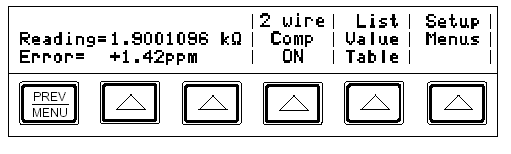 | 2 wire | List | Setup |
Reading=1.9001096 kΩ | Comp | Value | Menus |
Error= +1.42ppm | ON | Table | |
PREV
MENU